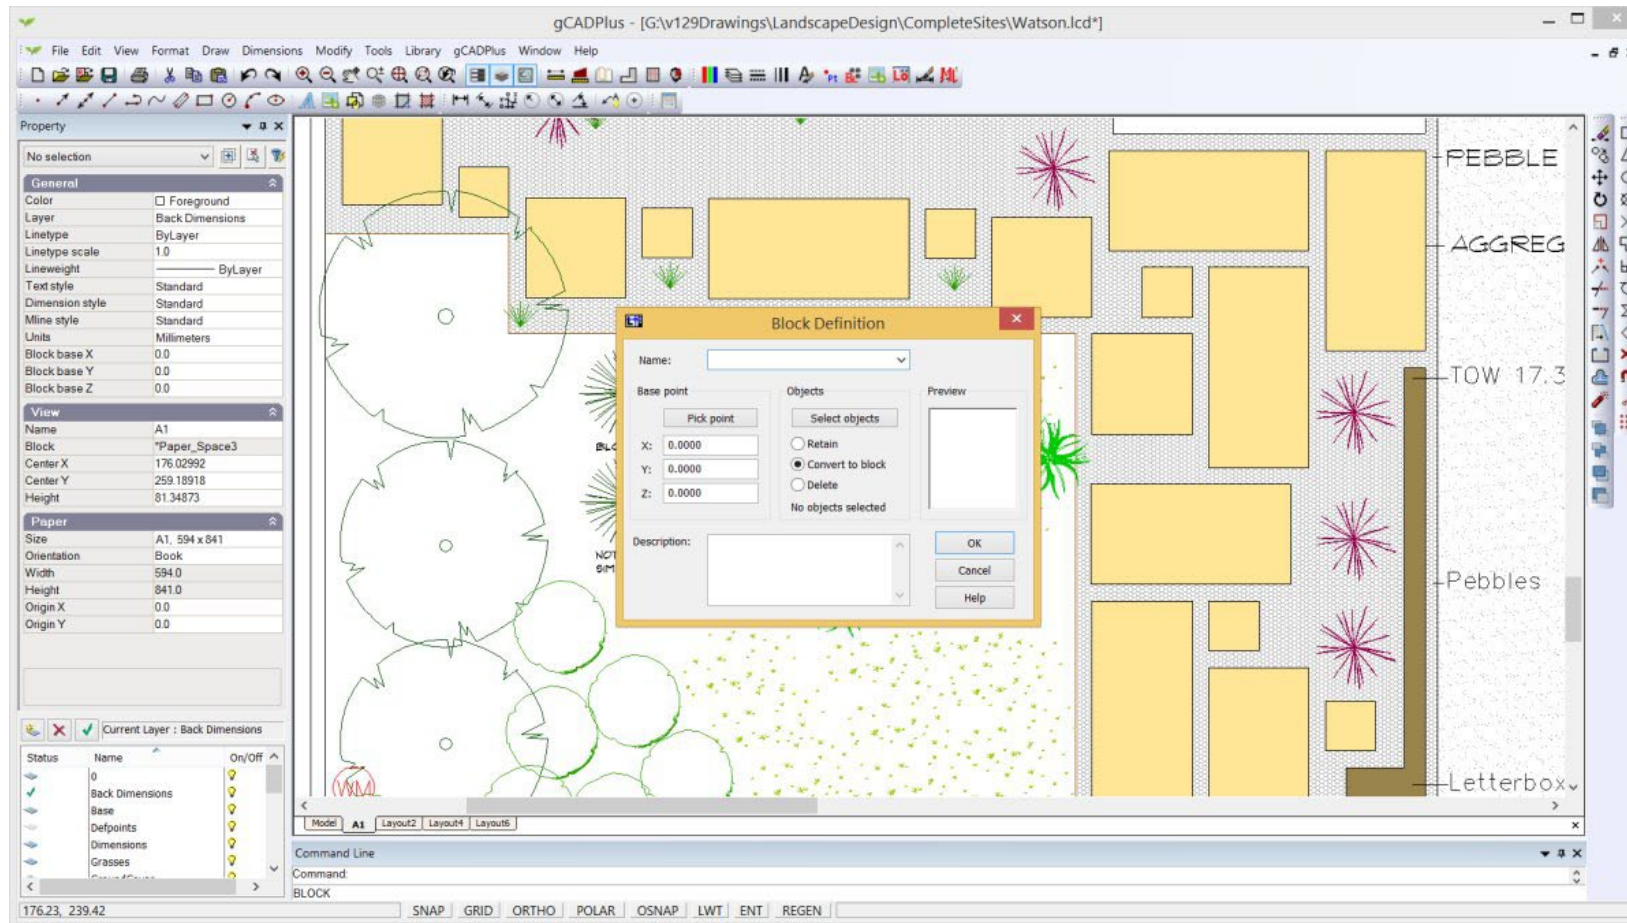 gCADPlus - [G:\v129Drawings\LandscapeDesign\CompleteSites\Watson.lcd*]
File Edit View Format Draw Dimensions Modify Tools Library gCADPlus Window Help
Property
No selection
General
Color Foreground
Layer Back Dimensions
Linetype ByLayer
Linetype scale 1.0
Lineweight ByLayer
Text style Standard
Dimension style Standard
Mline style Standard
Units Millimeters
Block base X 0.0
Block base Y 0.0
Block base Z 0.0
View
Name A1
Block *Paper_Space3
Center X 176.02992
Center Y 259.18918
Height 81.34873
Paper
Size A1, 594 x 841
Orientation Book
Width 594.0
Height 841.0
Origin X 0.0
Origin Y 0.0
Current Layer : Back Dimensions
Status Name On/Off
0
Back Dimensions
Base
Defpoints
Dimensions
Grasses
PEBBLE
AGGREG
TOW 17.3
Pebbles
Letterbox
WM
BLO
NOT
SIM
Block Definition
Name:
Base point
Pick point
X: 0.0000
Y: 0.0000
Z: 0.0000
Objects
Select objects
Retain
Convert to block
Delete
No objects selected
Preview
Description:
OK
Cancel
Help
Model A1 Layout2 Layout4 Layout6
Command Line
Command:
BLOCK
176.23, 239.42 SNAP GRID ORTHO POLAR OSNAP LWT ENT REGEN